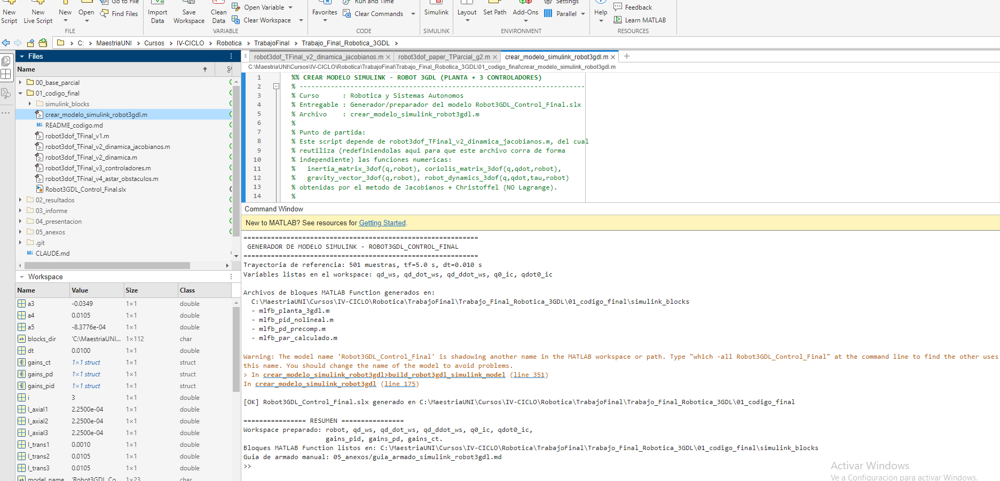 New Script
New Live Script
New
Open
Go to File
Find Files
FILE
Import Data
Save Workspace
Clean Data
Open Variable
Clear Workspace
VARIABLE
Favorites
Run and Time
Clear Commands
CODE
Simulink
SIMULINK
Layout
Set Path
Add-Ons
Settings
Parallel
ENVIRONMENT
Help
Feedback
Learn MATLAB
RESOURCES
C: > MaestriaUNI > Cursos > IV-CICLO > Robotica > TrabajoFinal > Trabajo_Final_Robotica_3GDL >
Files
Name
00_base_parcial
01_codigo_final
simulink_blocks
crear_modelo_simulink_robot3gdl.m
README_codigo.md
robot3dof_TFinal_v1.m
robot3dof_TFinal_v2_dinamica_jacobianos.m
robot3dof_TFinal_v2_dinamica.m
robot3dof_TFinal_v3_controladores.m
robot3dof_TFinal_v4_astar_obstaculos.m
Robot3GDL_Control_Final.slx
02_resultados
03_informe
04_presentacion
05_anexos
.git
CLAUDE.md
Workspace
Name Value Size Class
a3 -0.0349 1×1 double
a4 0.0105 1×1 double
a5 -8.3776e-04 1×1 double
blocks_dir 'C:\MaestriaUNI... 1×112 char
dt 0.0100 1×1 double
gains_ct 1×1 struct 1×1 struct
gains_pd 1×1 struct 1×1 struct
gains_pid 1×1 struct 1×1 struct
i 3 1×1 double
I_axial1 2.2500e-04 1×1 double
I_axial2 2.2500e-04 1×1 double
I_axial3 2.2500e-04 1×1 double
I_trans1 0.0010 1×1 double
I_trans2 0.0105 1×1 double
I_trans3 0.0105 1×1 double
model_name 'Robot3GDL_Co... 1×23 char
robot3dof_TFinal_v2_dinamica_jacobianos.m
robot3dof_paper_TParcial_g2.m
crear_modelo_simulink_robot3gdl.m
C:\MaestriaUNI\Cursos\IV-CICLO\Robotica\TrabajoFinal\Trabajo_Final_Robotica_3GDL\01_codigo_final\crear_modelo_simulink_robot3gdl.m
1 %% CREAR MODELO SIMULINK - ROBOT 3GDL (PLANTA + 3 CONTROLADORES)
2 % -------------------------------------------------------------------------
3 % Curso : Robotica y Sistemas Autonomos
4 % Entregable : Generador/preparador del modelo Robot3GDL_Control_Final.slx
5 % Archivo : crear_modelo_simulink_robot3gdl.m
6 %
7 % Punto de partida:
8 % Este script depende de robot3dof_TFinal_v2_dinamica_jacobianos.m, del cual
9 % reutiliza (redefiniendolas aqui para que este archivo corra de forma
10 % independiente) las funciones numericas:
11 % inertia_matrix_3dof(q,robot), coriolis_matrix_3dof(q,qdot,robot),
12 % gravity_vector_3dof(q,robot), robot_dynamics_3dof(q,qdot,tau,robot)
13 % obtenidas por el metodo de Jacobianos + Christoffel (NO Lagrange).
14 %
Command Window
New to MATLAB? See resources for Getting Started.
============================================================
GENERADOR DE MODELO SIMULINK - ROBOT3GDL_CONTROL_FINAL
============================================================
Trayectoria de referencia: 501 muestras, tf=5.0 s, dt=0.010 s
Variables listas en el workspace: qd_ws, qd_dot_ws, qd_ddot_ws, q0_ic, qdot0_ic
Archivos de bloques MATLAB Function generados en:
C:\MaestriaUNI\Cursos\IV-CICLO\Robotica\TrabajoFinal\Trabajo_Final_Robotica_3GDL\01_codigo_final\simulink_blocks
- mlfb_planta_3gdl.m
- mlfb_pid_nolineal.m
- mlfb_pd_precomp.m
- mlfb_par_calculado.m
Warning: The model name 'Robot3GDL_Control_Final' is shadowing another name in the MATLAB workspace or path. Type "which -all Robot3GDL_Control_Final" at the command line to find the other uses
this name. You should change the name of the model to avoid problems.
> In crear_modelo_simulink_robot3gdl>build_robot3gdl_simulink_model (line 351)
In crear_modelo_simulink_robot3gdl (line 175)
[OK] Robot3GDL_Control_Final.slx generado en C:\MaestriaUNI\Cursos\IV-CICLO\Robotica\TrabajoFinal\Trabajo_Final_Robotica_3GDL\01_codigo_final
================ RESUMEN ================
Workspace preparado: robot, qd_ws, qd_dot_ws, qd_ddot_ws, q0_ic, qdot0_ic,
gains_pid, gains_pd, gains_ct.
Bloques MATLAB Function listos en: C:\MaestriaUNI\Cursos\IV-CICLO\Robotica\TrabajoFinal\Trabajo_Final_Robotica_3GDL\01_codigo_final\simulink_blocks
Guia de armado manual: 05_anexos/guia_armado_simulink_robot3gdl.md
>>
Activar Windows
Ve a Configuración para activar Windows.